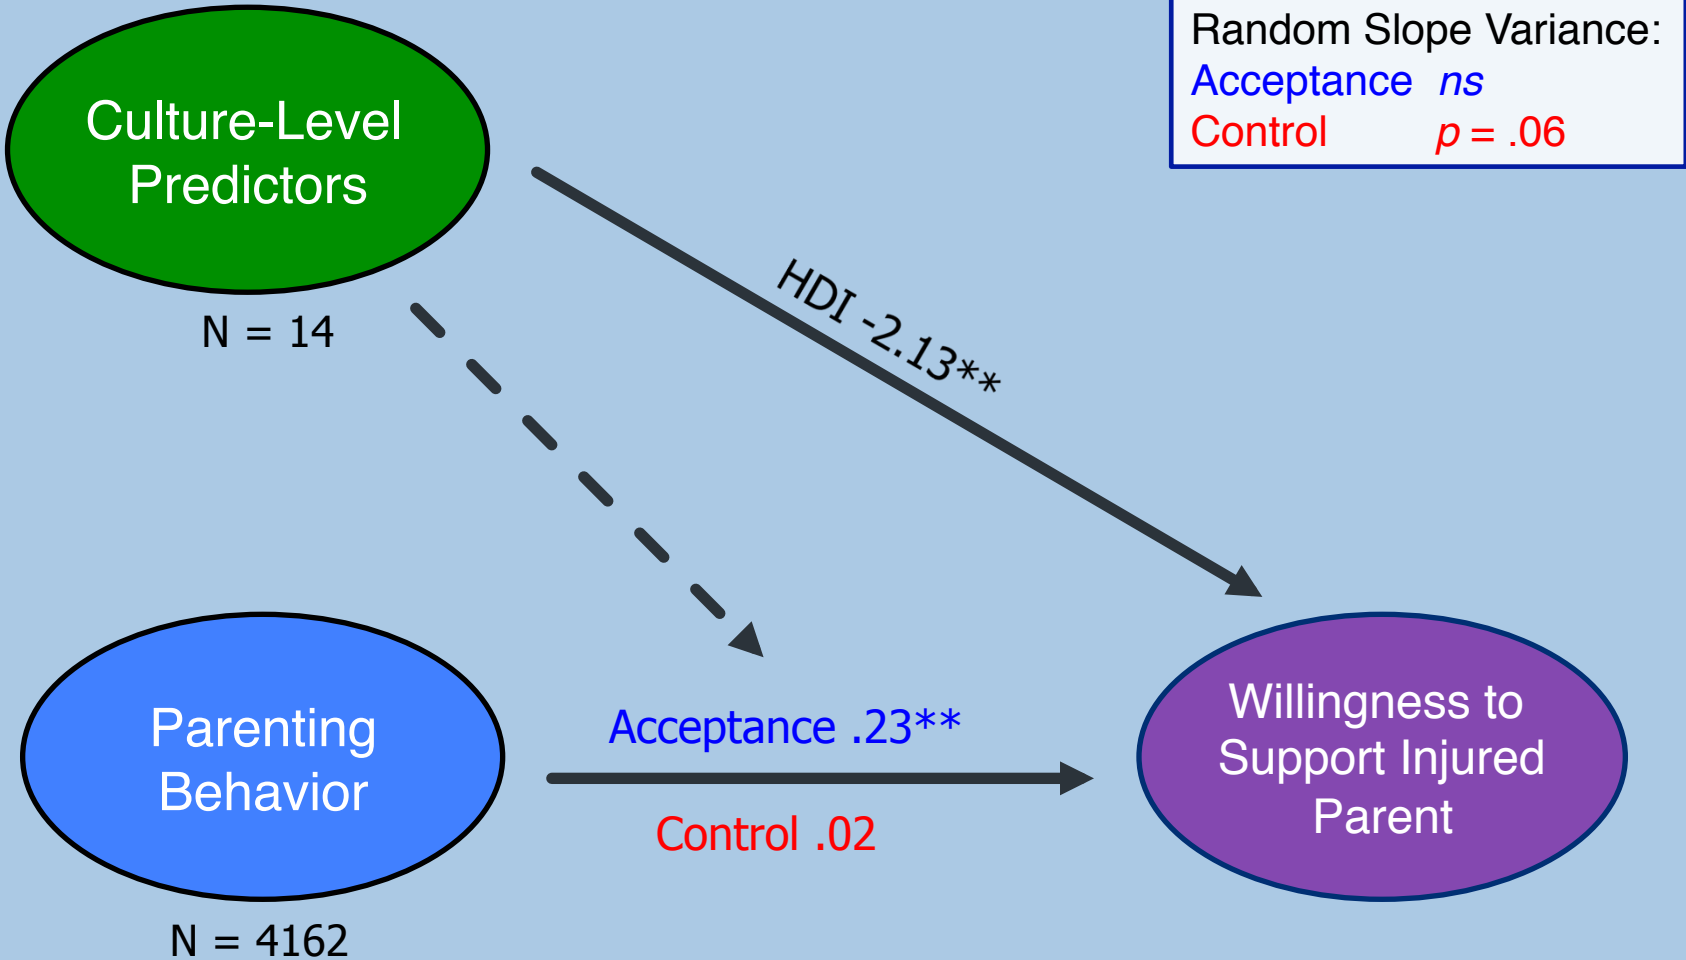 Random Slope Variance:
Acceptance ns
Control p = .06
Culture-Level
Predictors
N = 14
HDI -2.13**
Parenting
Behavior
N = 4162
Acceptance .23**
Control .02
Willingness to
Support Injured
Parent